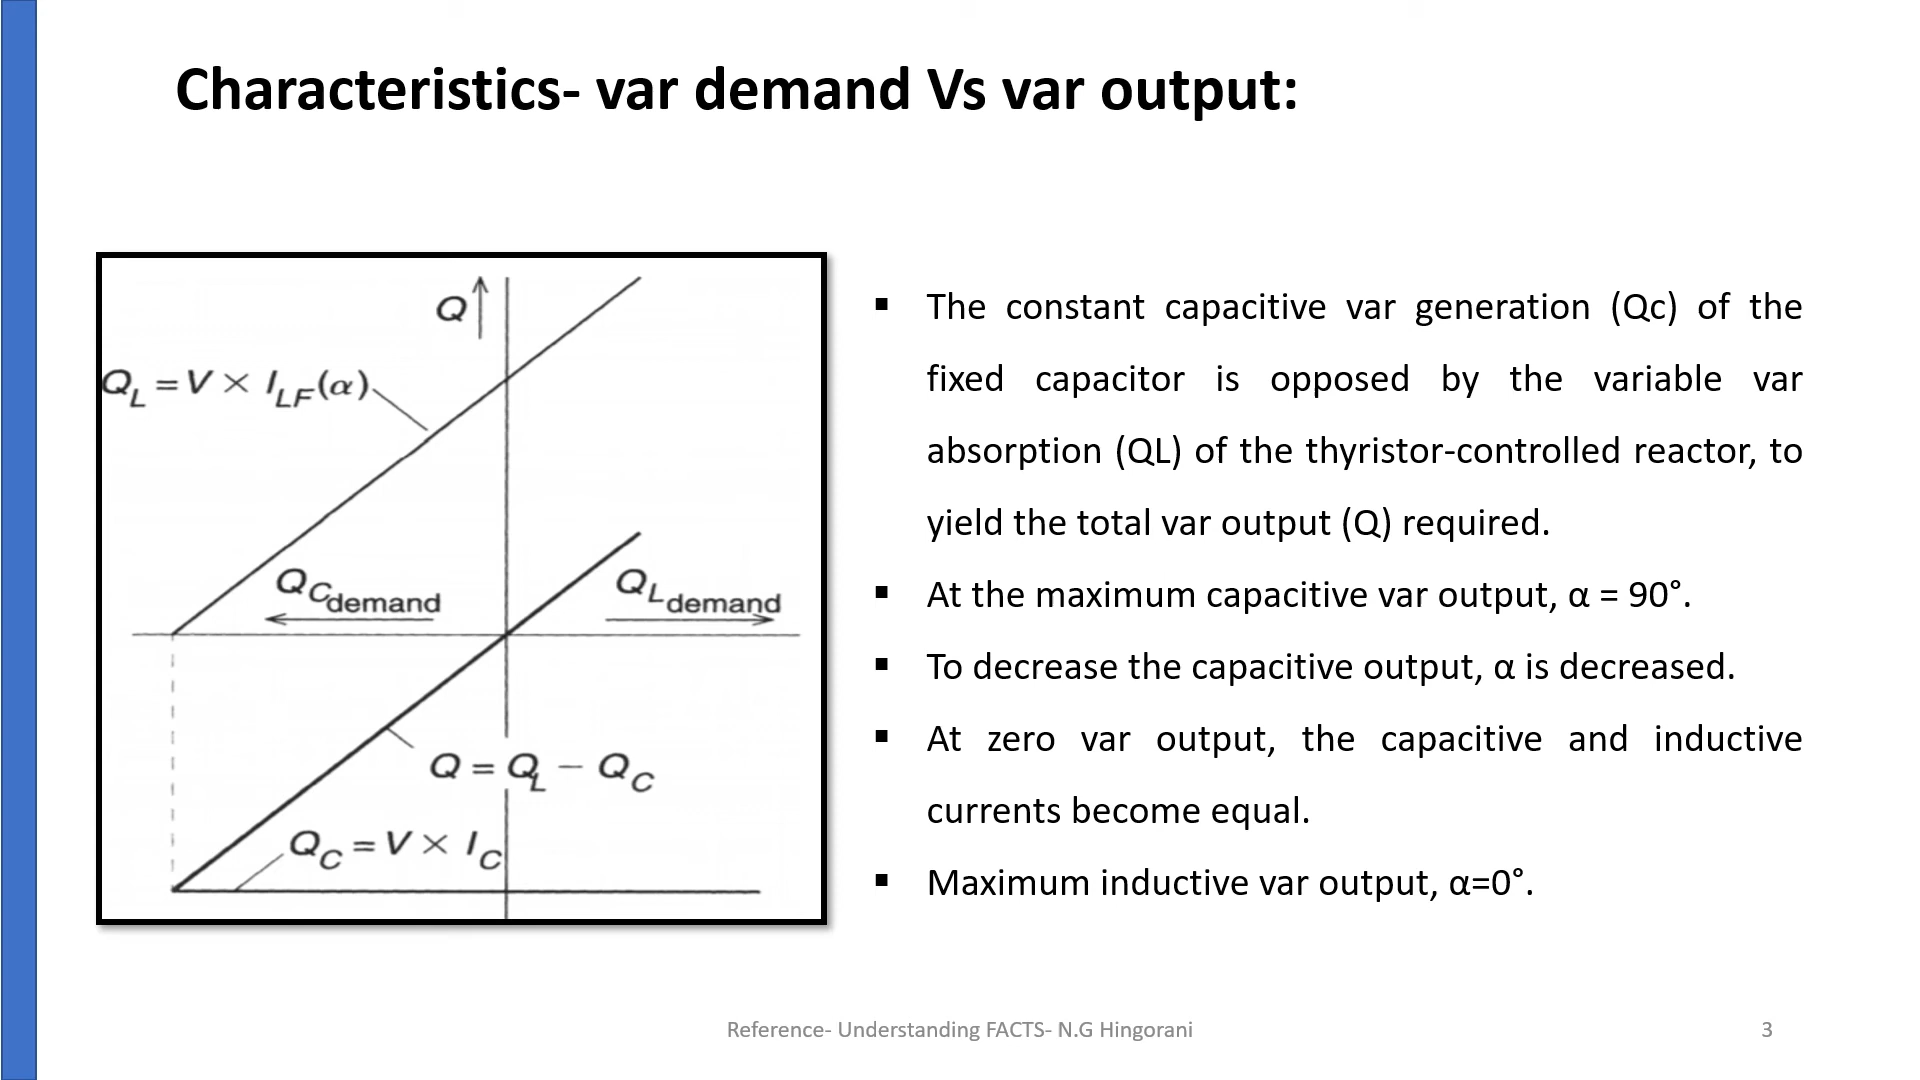 Characteristics- var demand Vs var output:
Q
Q_L = V × I_LF(α)
Q_C demand
Q_L demand
Q = Q_L − Q_C
Q_C = V × I_C
▪ The constant capacitive var generation (Qc) of the
fixed capacitor is opposed by the variable var
absorption (QL) of the thyristor-controlled reactor, to
yield the total var output (Q) required.
▪ At the maximum capacitive var output, α = 90°.
▪ To decrease the capacitive output, α is decreased.
▪ At zero var output, the capacitive and inductive
currents become equal.
▪ Maximum inductive var output, α=0°.
Reference- Understanding FACTS- N.G Hingorani
3